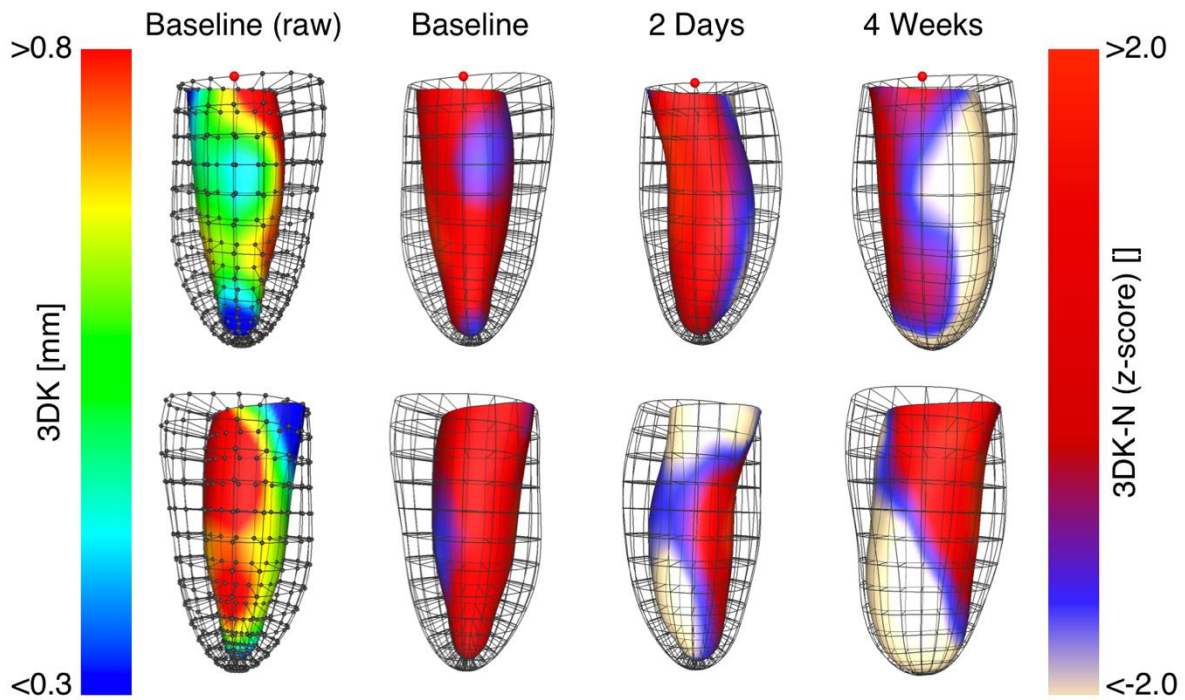 Baseline (raw)
Baseline
2 Days
4 Weeks
>0.8
3DK [mm]
<0.3
>2.0
3DK-N (z-score) []
<-2.0